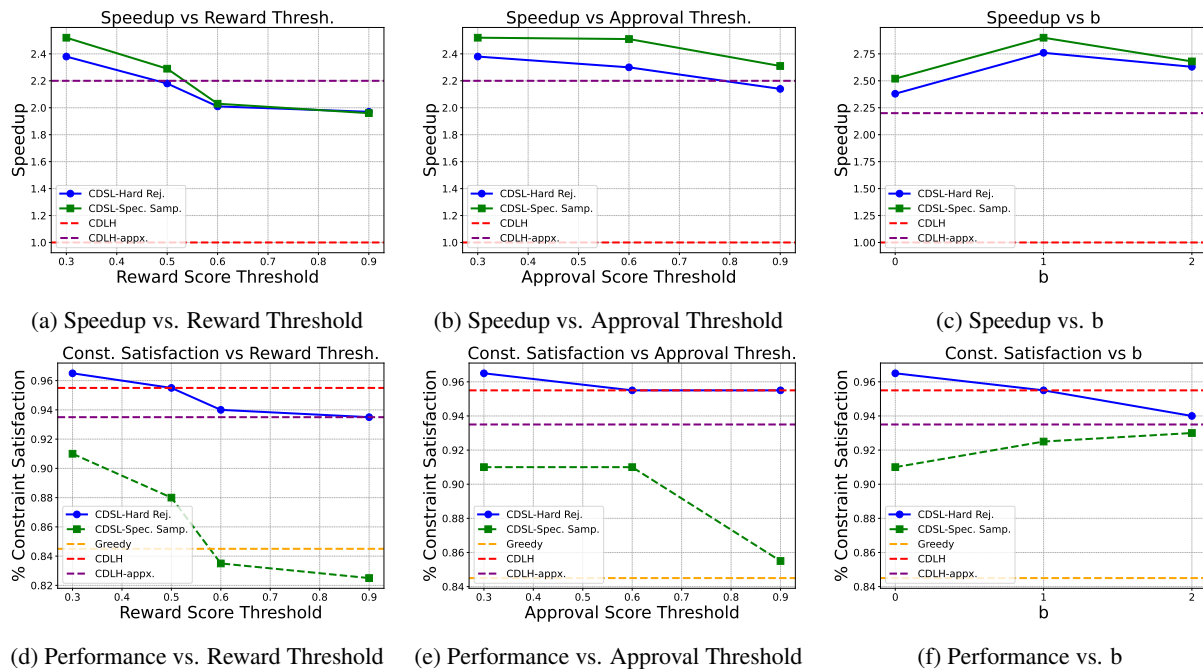 Speedup vs Reward Thresh.
Speedup
2.4
2.2
2.0
1.8
1.6
1.4
1.2
1.0
CDSL-Hard Rej.
CDSL-Spec. Samp.
CDLH
CDLH-appx.
0.3 0.4 0.5 0.6 0.7 0.8 0.9
Reward Score Threshold
(a) Speedup vs. Reward Threshold
Speedup vs Approval Thresh.
Speedup
2.4
2.2
2.0
1.8
1.6
1.4
1.2
1.0
CDSL-Hard Rej.
CDSL-Spec. Samp.
CDLH
CDLH-appx.
0.3 0.4 0.5 0.6 0.7 0.8 0.9
Approval Score Threshold
(b) Speedup vs. Approval Threshold
Speedup vs b
Speedup
2.75
2.50
2.25
2.00
1.75
1.50
1.25
1.00
CDSL-Hard Rej.
CDSL-Spec. Samp.
CDLH
CDLH-appx.
0 1 2
b
(c) Speedup vs. b
Const. Satisfaction vs Reward Thresh.
% Constraint Satisfaction
0.96
0.94
0.92
0.90
0.88
0.86
0.84
0.82
CDSL-Hard Rej.
CDSL-Spec. Samp.
Greedy
CDLH
CDLH-appx.
0.3 0.4 0.5 0.6 0.7 0.8 0.9
Reward Score Threshold
(d) Performance vs. Reward Threshold
Const. Satisfaction vs Approval Thresh.
% Constraint Satisfaction
0.96
0.94
0.92
0.90
0.88
0.86
0.84
CDSL-Hard Rej.
CDSL-Spec. Samp.
Greedy
CDLH
CDLH-appx.
0.3 0.4 0.5 0.6 0.7 0.8 0.9
Approval Score Threshold
(e) Performance vs. Approval Threshold
Const. Satisfaction vs b
% Constraint Satisfaction
0.96
0.94
0.92
0.90
0.88
0.86
0.84
CDSL-Hard Rej.
CDSL-Spec. Samp.
Greedy
CDLH
CDLH-appx.
0 1 2
b
(f) Performance vs. b